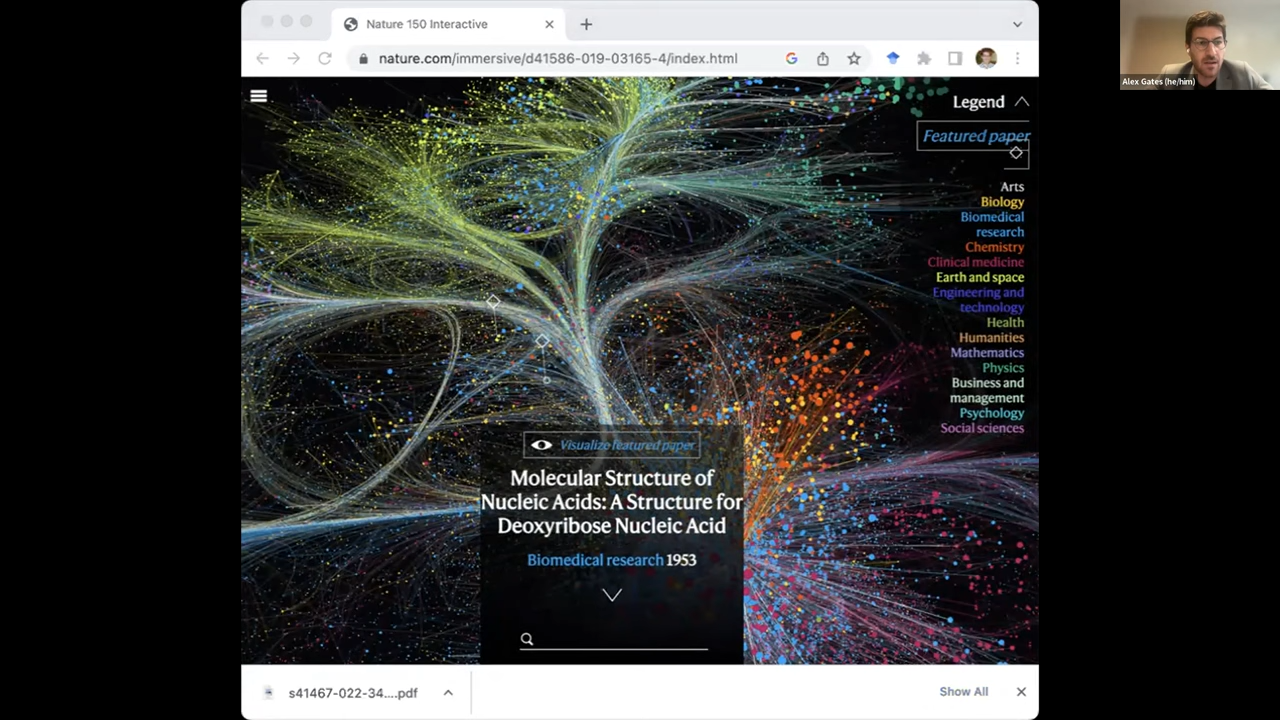 Nature 150 Interactive
nature.com/immersive/d41586-019-03165-4/index.html
Alex Gates (he/him)
Legend
Featured paper
Arts
Biology
Biomedical
research
Chemistry
Clinical medicine
Earth and space
Engineering and
technology
Health
Humanities
Mathematics
Physics
Business and
management
Psychology
Social sciences
Visualize featured paper
Molecular Structure of
Nucleic Acids: A Structure for
Deoxyribose Nucleic Acid
Biomedical research 1953
s41467-022-34....pdf
Show All